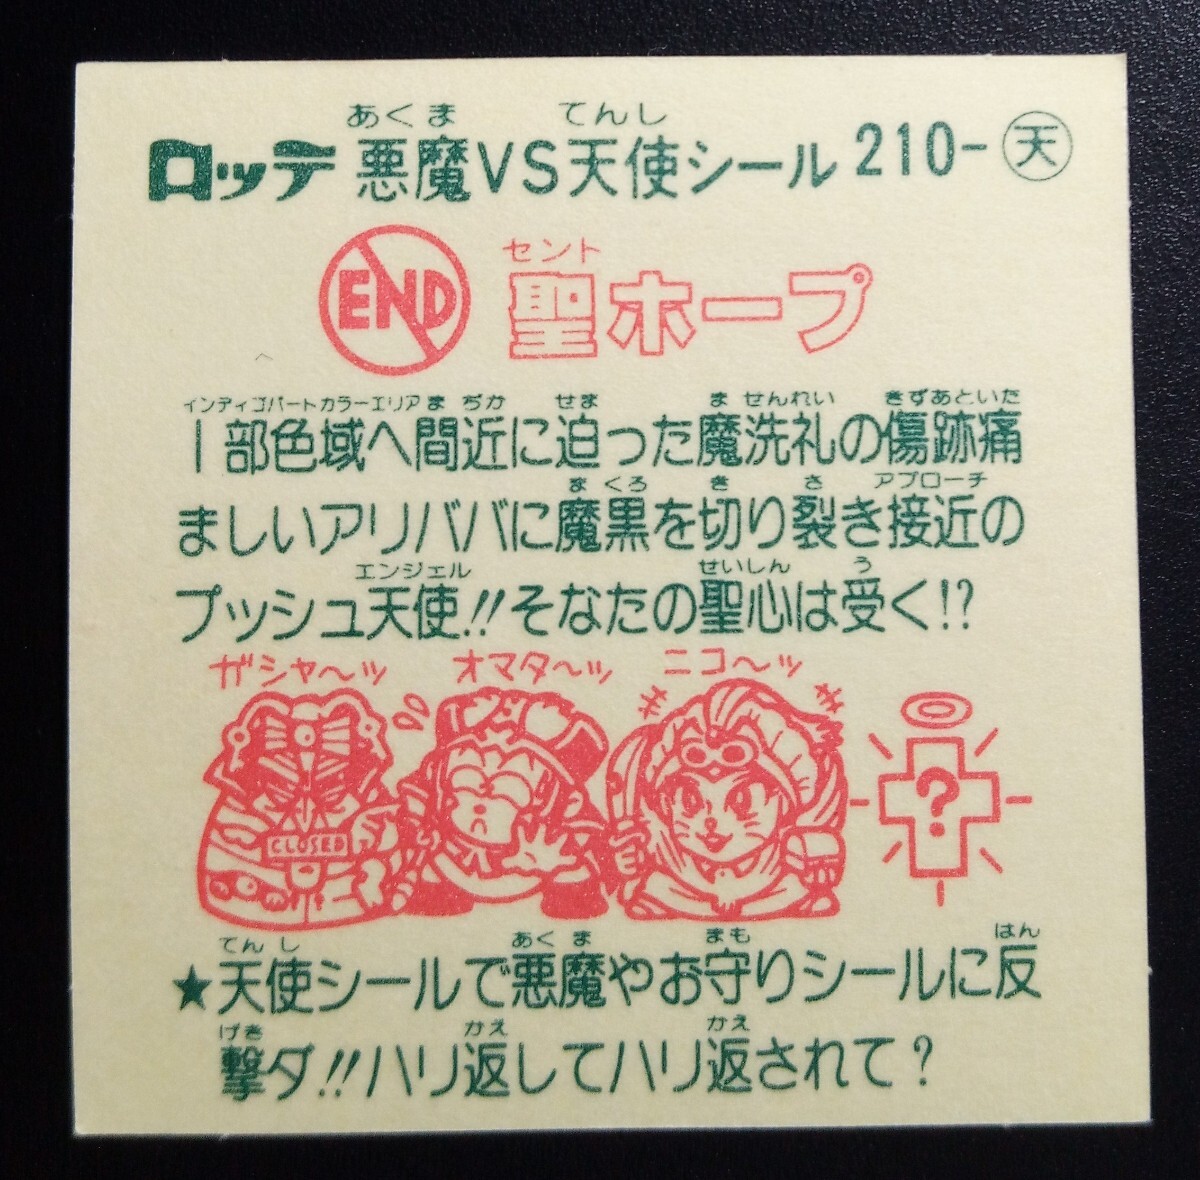 あくま てんし
ロッテ 悪魔VS天使シール 210-天
セント
END 聖ホープ
インディゴパートカラーエリア まぢか せま ま せんれい きずあといた
I部色域へ間近に迫った魔洗礼の傷跡痛
まくろ き さ アプローチ
ましいアリババに魔黒を切り裂き接近の
エンジェル せいしん う
プッシュ天使!!そなたの聖心は受く!?
ガシャ〜ッ オマタ〜ッ ニコ〜ッ
CLOSED ?
てんし あくま まも はん
★天使シールで悪魔やお守りシールに反
げき かえ かえ
撃ダ!!ハリ返してハリ返されて?